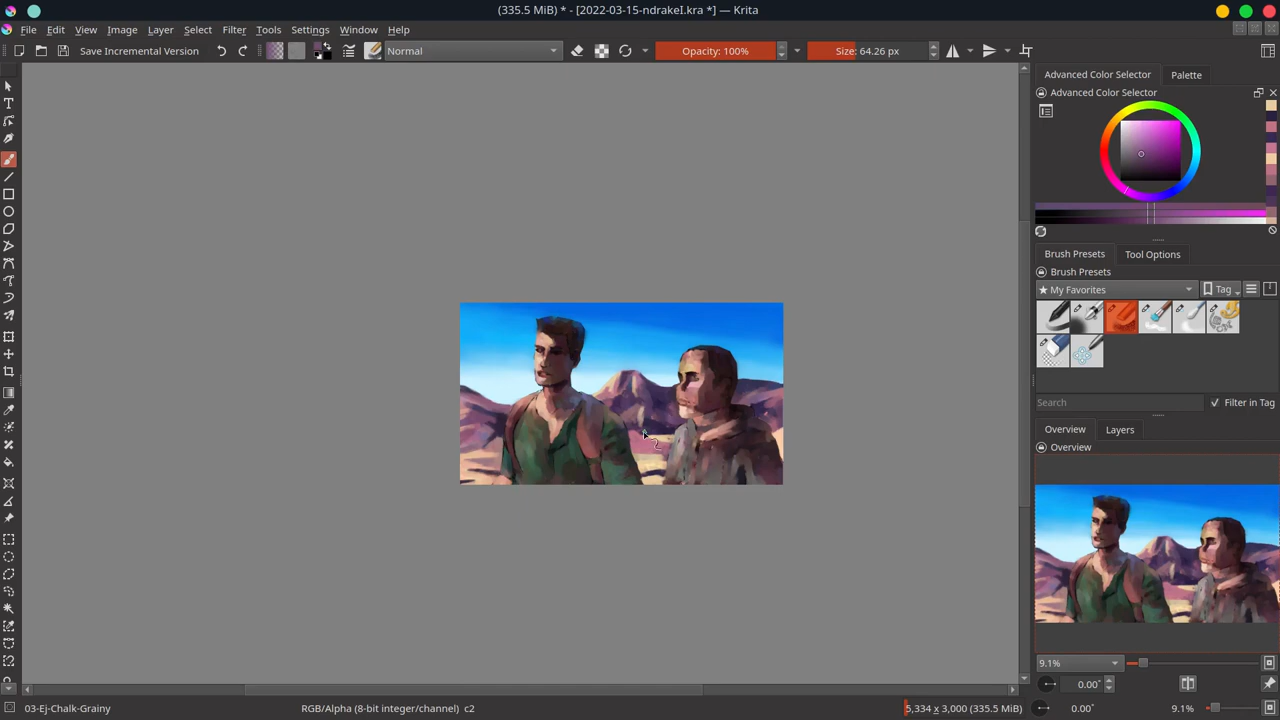 (335.5 MiB) * - [2022-03-15-ndrakeI.kra *] — Krita
File Edit View Image Layer Select Filter Tools Settings Help
Save Incremental Version Normal Opacity: 100% Size: 64.26 px
Advanced Color Selector Palette
Advanced Color Selector
Brush Presets Tool Options
Brush Presets
★ My Favorites Tag
Search Filter in Tag
Overview Layers
Overview
9.1%
0.00°
03-Ej-Chalk-Grainy RGB/Alpha (8-bit integer/channel) c2 5,334 x 3,000 (335.5 MiB) 0.00° 9.1%